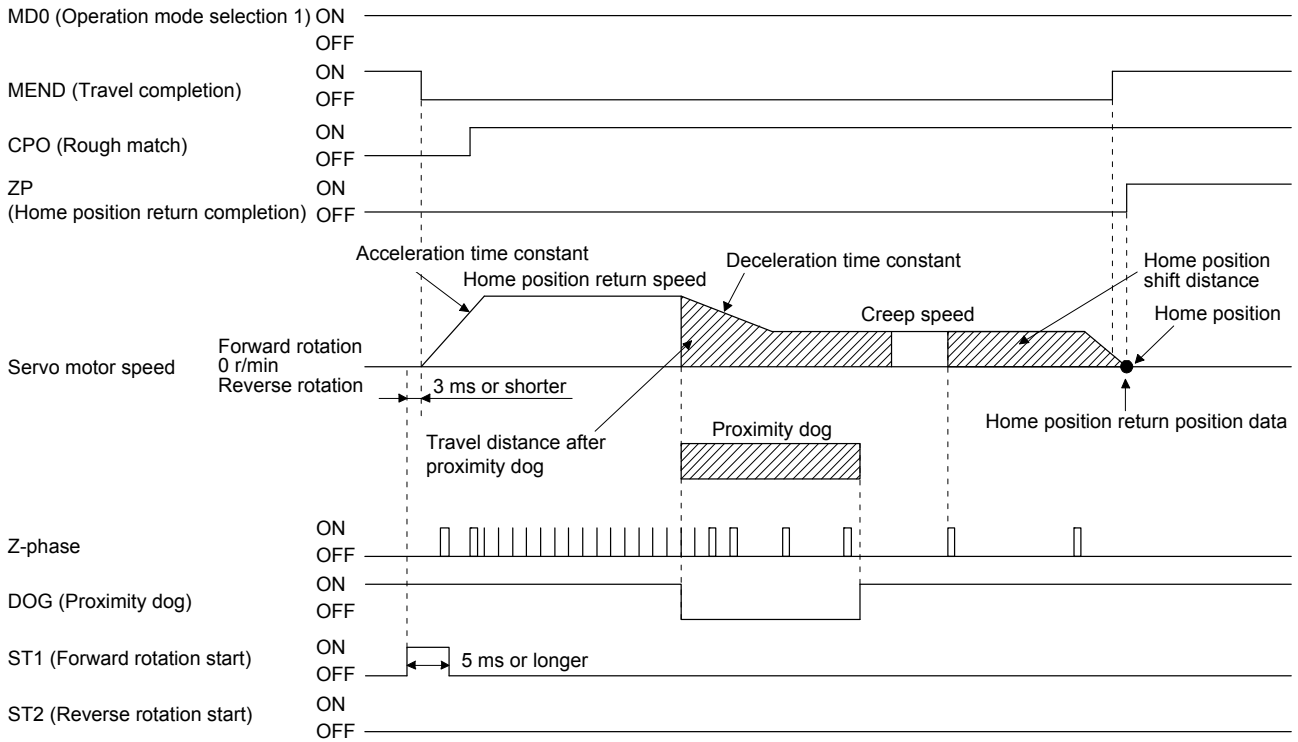 MD0 (Operation mode selection 1) ON
OFF
ON
MEND (Travel completion)
OFF
ON
CPO (Rough match)
OFF
ZP ON
(Home position return completion) OFF
Acceleration time constant
Home position return speed
Deceleration time constant
Home position
shift distance
Creep speed
Home position
Forward rotation
Servo motor speed 0 r/min
Reverse rotation
3 ms or shorter
Travel distance after
proximity dog
Proximity dog
Home position return position data
ON
Z-phase
OFF
ON
DOG (Proximity dog)
OFF
ON
ST1 (Forward rotation start)
5 ms or longer
OFF
ON
ST2 (Reverse rotation start)
OFF